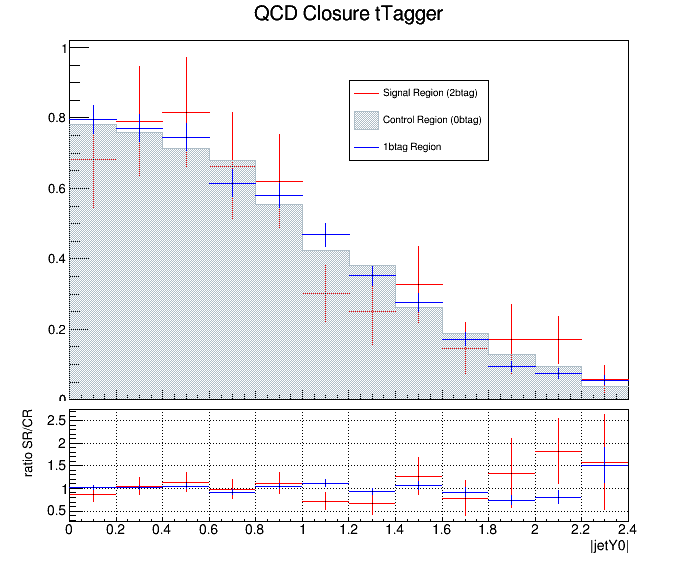 QCD Closure tTagger
1
0.8
0.6
0.4
0.2
0
Signal Region (2btag)
Control Region (0btag)
1btag Region
ratio SR/CR
2.5
2
1.5
1
0.5
0 0.2 0.4 0.6 0.8 1 1.2 1.4 1.6 1.8 2 2.2 2.4
|jetY0|